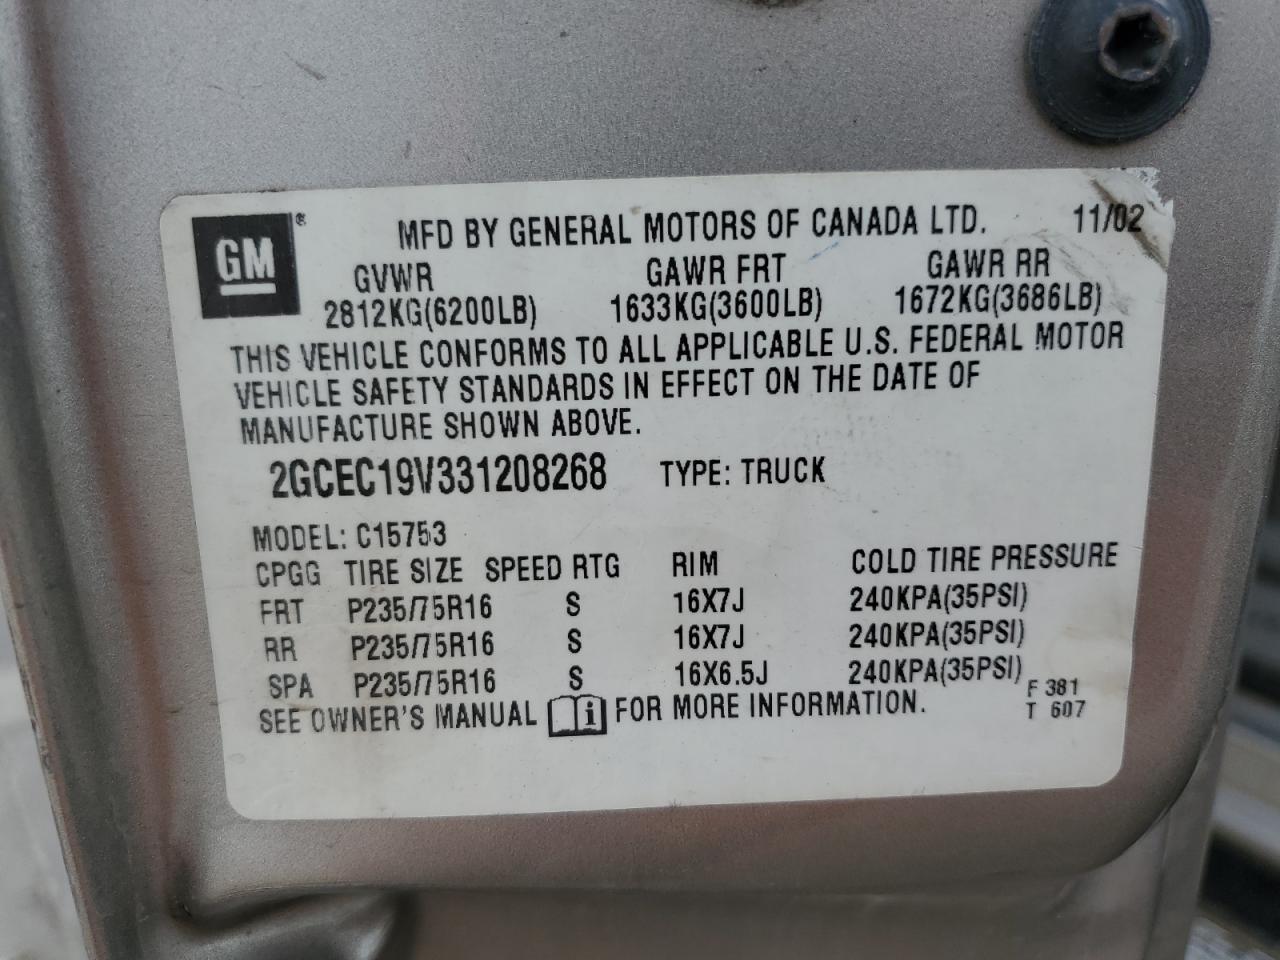 GM® MFD BY GENERAL MOTORS OF CANADA LTD. 11/02
GVWR GAWR FRT GAWR RR
2812KG(6200LB) 1633KG(3600LB) 1672KG(3686LB)
THIS VEHICLE CONFORMS TO ALL APPLICABLE U.S. FEDERAL MOTOR
VEHICLE SAFETY STANDARDS IN EFFECT ON THE DATE OF
MANUFACTURE SHOWN ABOVE.
2GCEC19V331208268 TYPE: TRUCK
MODEL: C15753
CPGG TIRE SIZE SPEED RTG RIM COLD TIRE PRESSURE
FRT P235/75R16 S 16X7J 240KPA(35PSI)
RR P235/75R16 S 16X7J 240KPA(35PSI)
SPA P235/75R16 S 16X6.5J 240KPA(35PSI)
SEE OWNER'S MANUAL i FOR MORE INFORMATION.
F 381
T 607